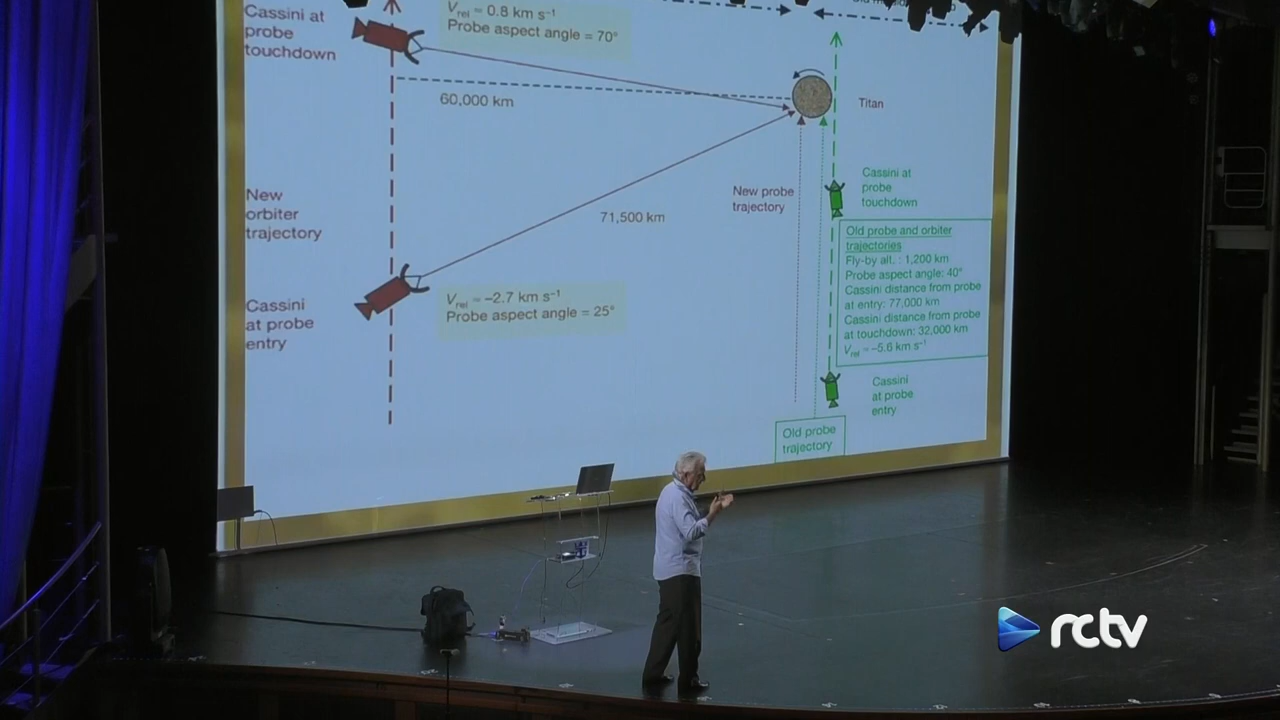 Cassini at
probe
touchdown
Vrel = 0.8 km s⁻¹
Probe aspect angle = 70°
60,000 km
Titan
New
orbiter
trajectory
71,500 km
New probe
trajectory
Cassini at
probe
touchdown
Old probe and orbiter
trajectories
Fly-by alt. : 1,200 km
Probe aspect angle: 40°
Cassini distance from probe
at entry: 77,000 km
Cassini distance from probe
at touchdown: 32,000 km
Vrel = –5.6 km s⁻¹
Cassini
at probe
entry
Vrel = –2.7 km s⁻¹
Probe aspect angle = 25°
Cassini
at probe
entry
Old probe
trajectory
rctv